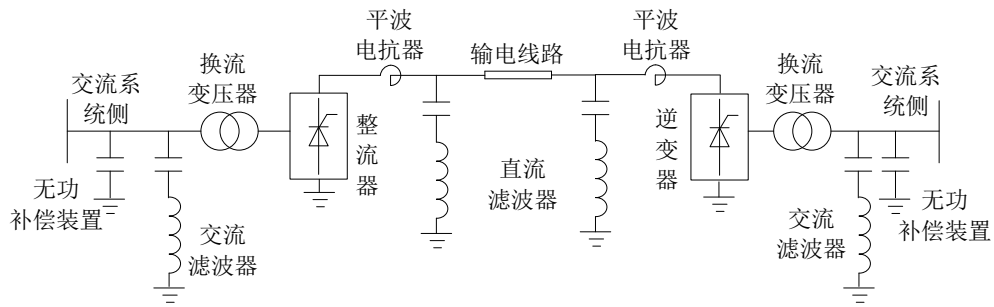 平波
电抗器
输电线路
平波
电抗器
换流
变压器
换流
变压器
交流系
统侧
交流系
统侧
整流器
逆变器
直流
滤波器
无功
补偿装置
交流
滤波器
交流
滤波器
无功
补偿装置